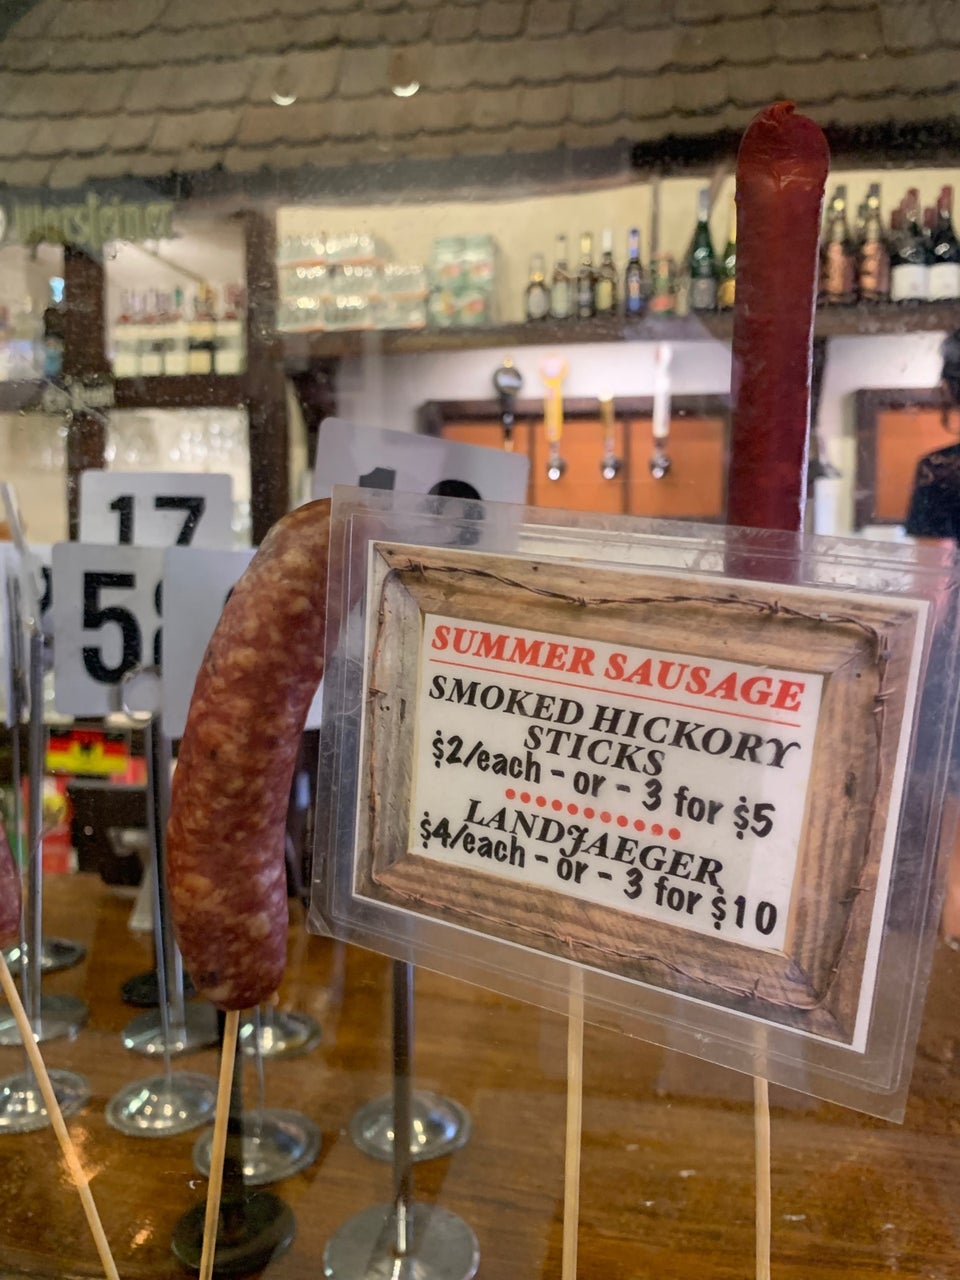 17
5
SUMMER SAUSAGE
SMOKED HICKORY
STICKS
$2/each - or - 3 for $5
LANDJAEGER
$4/each - or - 3 for $10